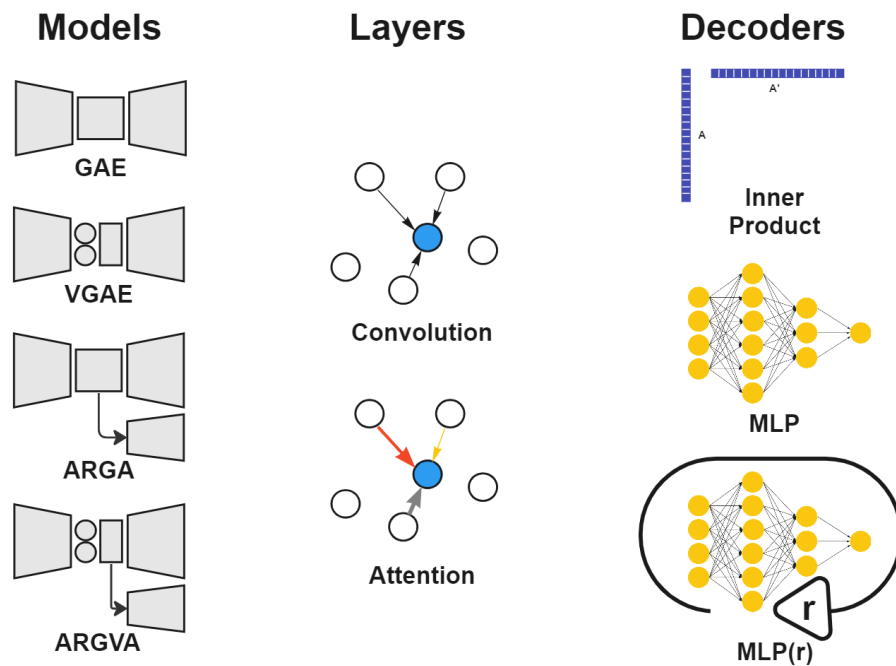 Models
GAE
VGAE
ARGA
ARGVA
Layers
Convolution
Attention
Decoders
A'
A
Inner
Product
MLP
r
MLP(r)